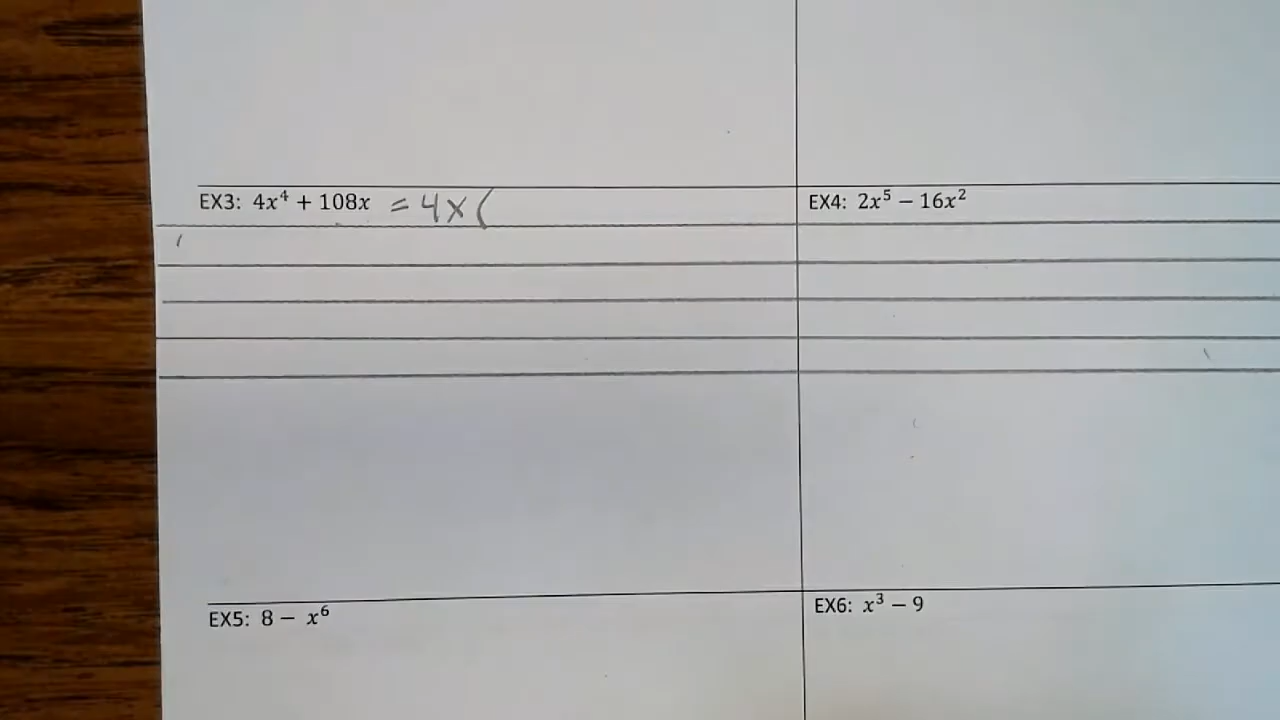 EX3: 4x⁴ + 108x = 4x(
EX4: 2x⁵ − 16x²
EX5: 8 − x⁶
EX6: x³ − 9